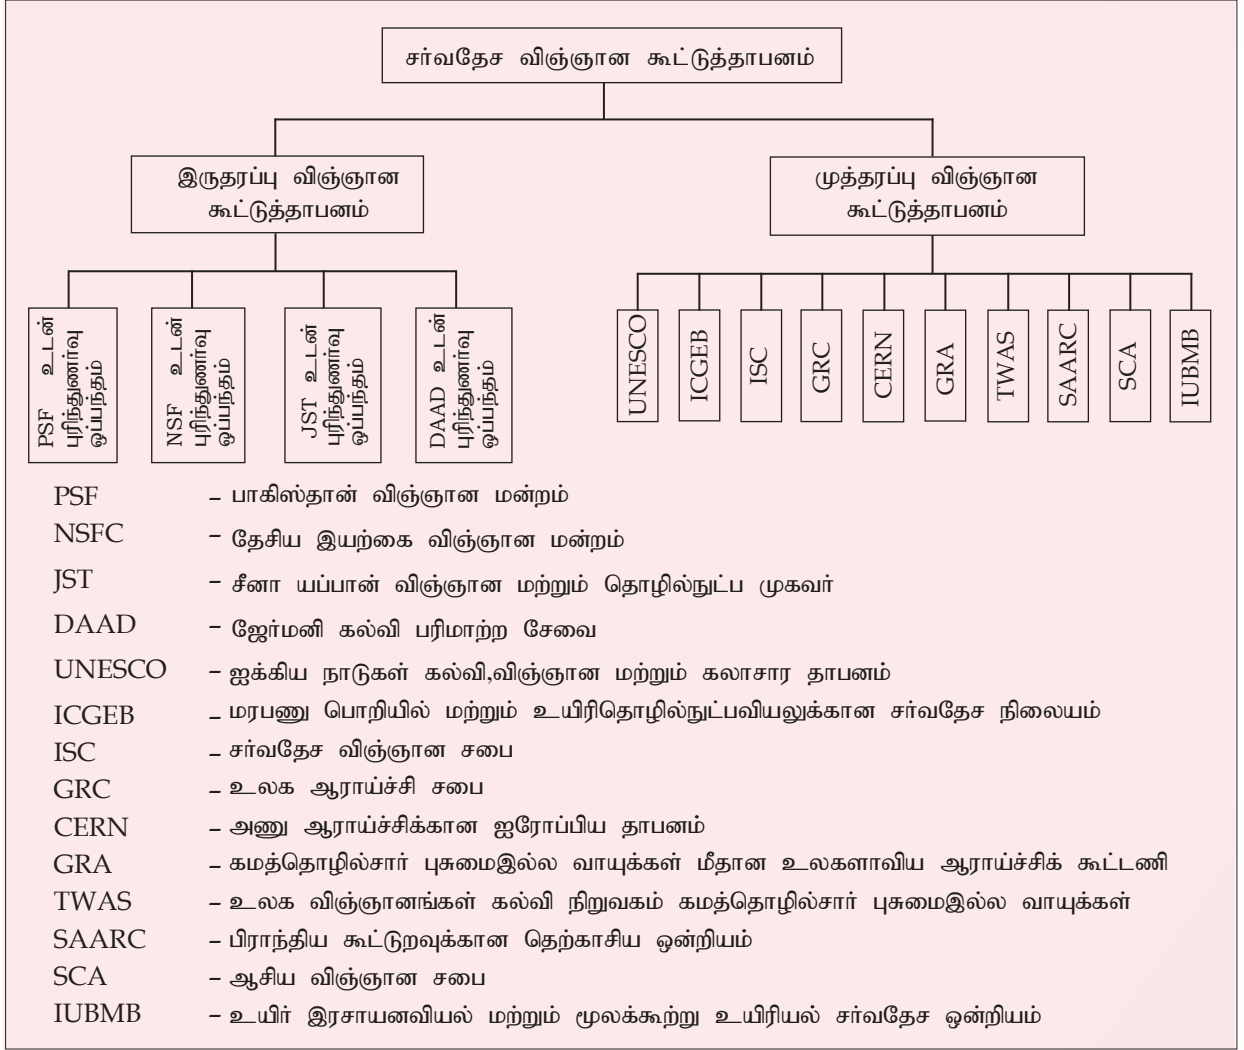 சர்வதேச விஞ்ஞான கூட்டுத்தாபனம்
இருதரப்பு விஞ்ஞான
கூட்டுத்தாபனம்
முத்தரப்பு விஞ்ஞான
கூட்டுத்தாபனம்
PSF உடன்
புரிந்துணர்வு
ஒப்பந்தம்
NSF உடன்
புரிந்துணர்வு
ஒப்பந்தம்
JST உடன்
புரிந்துணர்வு
ஒப்பந்தம்
DAAD உடன்
புரிந்துணர்வு
ஒப்பந்தம்
UNESCO
ICGEB
ISC
GRC
CERN
GRA
TWAS
SAARC
SCA
IUBMB
PSF – பாகிஸ்தான் விஞ்ஞான மன்றம்
NSFC – தேசிய இயற்கை விஞ்ஞான மன்றம்
JST – சீனா யப்பான் விஞ்ஞான மற்றும் தொழில்நுட்ப முகவர்
DAAD – ஜேர்மனி கல்வி பரிமாற்ற சேவை
UNESCO – ஐக்கிய நாடுகள் கல்வி,விஞ்ஞான மற்றும் கலாசார தாபனம்
ICGEB – மரபணு பொறியில் மற்றும் உயிரிதொழில்நுட்பவியலுக்கான சர்வதேச நிலையம்
ISC – சர்வதேச விஞ்ஞான சபை
GRC – உலக ஆராய்ச்சி சபை
CERN – அணு ஆராய்ச்சிக்கான ஐரோப்பிய தாபனம்
GRA – கமத்தொழில்சார் புசுமைஇல்ல வாயுக்கள் மீதான உலகளாவிய ஆராய்ச்சிக் கூட்டணி
TWAS – உலக விஞ்ஞானங்கள் கல்வி நிறுவகம் கமத்தொழில்சார் புசுமைஇல்ல வாயுக்கள்
SAARC – பிராந்திய கூட்டுறவுக்கான தெற்காசிய ஒன்றியம்
SCA – ஆசிய விஞ்ஞான சபை
IUBMB – உயிர் இரசாயனவியல் மற்றும் மூலக்கூற்று உயிரியல் சர்வதேச ஒன்றியம்